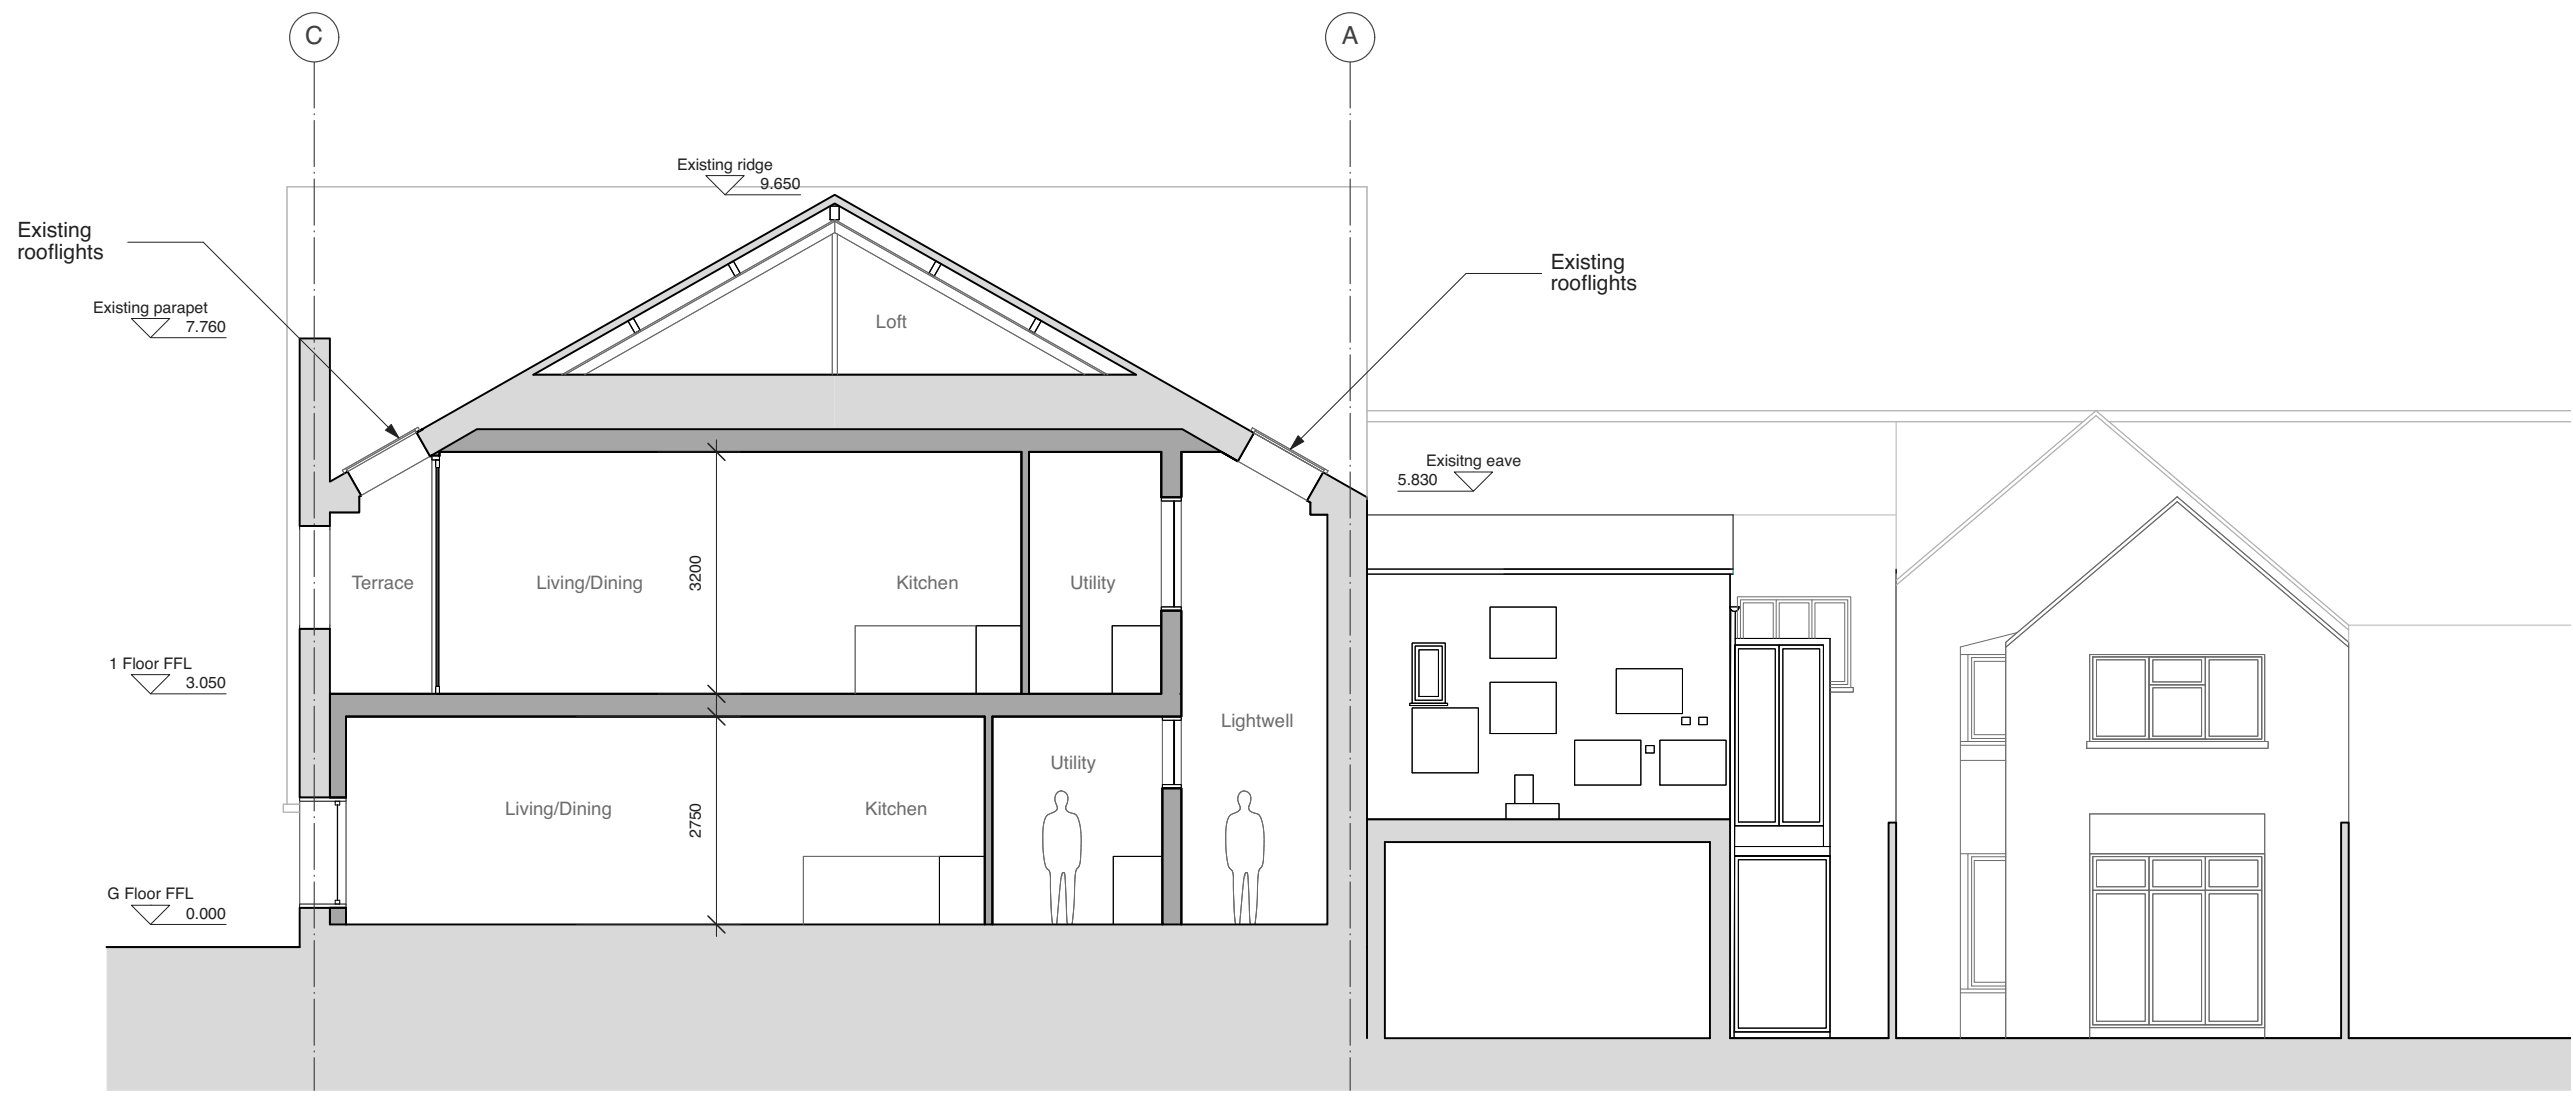 C
A
Existing ridge
9.650
Existing
rooflights
Existing
rooflights
Existing parapet
7.760
Loft
Exisitng eave
5.830
Terrace
Living/Dining
3200
Kitchen
Utility
1 Floor FFL
3.050
Lightwell
Utility
Living/Dining
2750
Kitchen
G Floor FFL
0.000